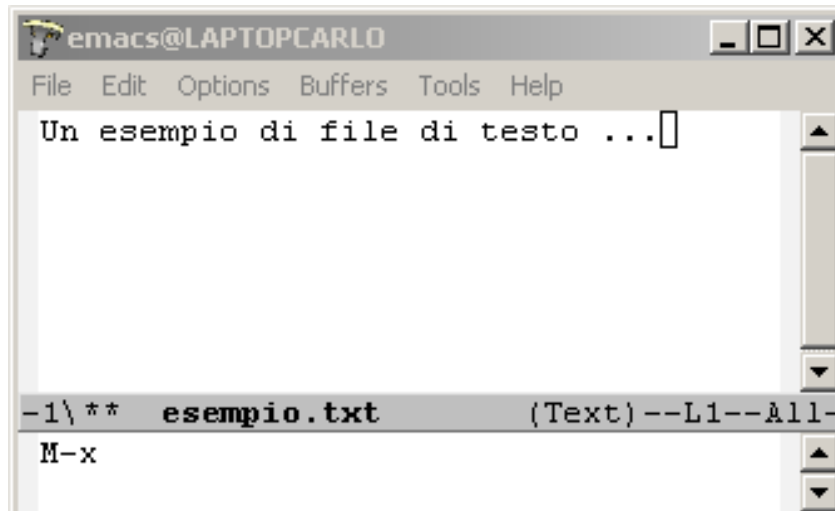 emacs@LAPTOPCARLO
File Edit Options Buffers Tools Help
Un esempio di file di testo ...
-1\** esempio.txt (Text)--L1--All-
M-x